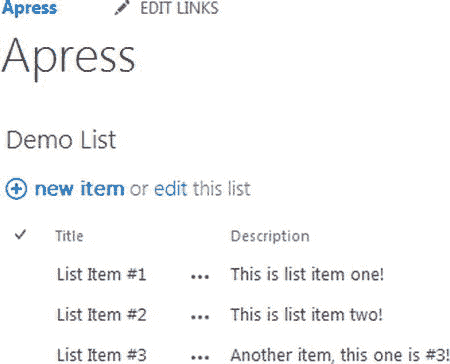 Apress EDIT LINKS
Apress
Demo List
new item or edit this list
Title Description
List Item #1 ••• This is list item one!
List Item #2 ••• This is list item two!
List Item #3 ••• Another item, this one is #3!